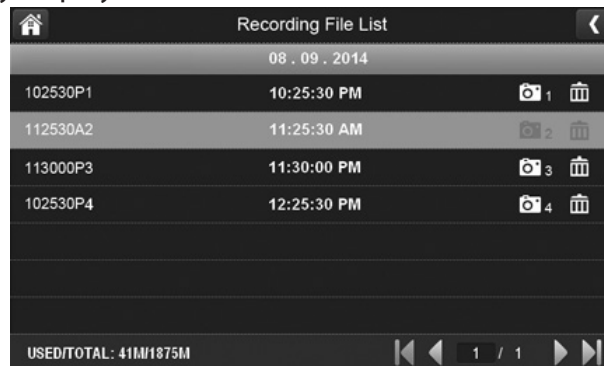 Recording File List
08 . 09 . 2014
102530P1 10:25:30 PM 1
112530A2 11:25:30 AM 2
113000P3 11:30:00 PM 3
102530P4 12:25:30 PM 4
USED/TOTAL: 41M/1875M 1 / 1